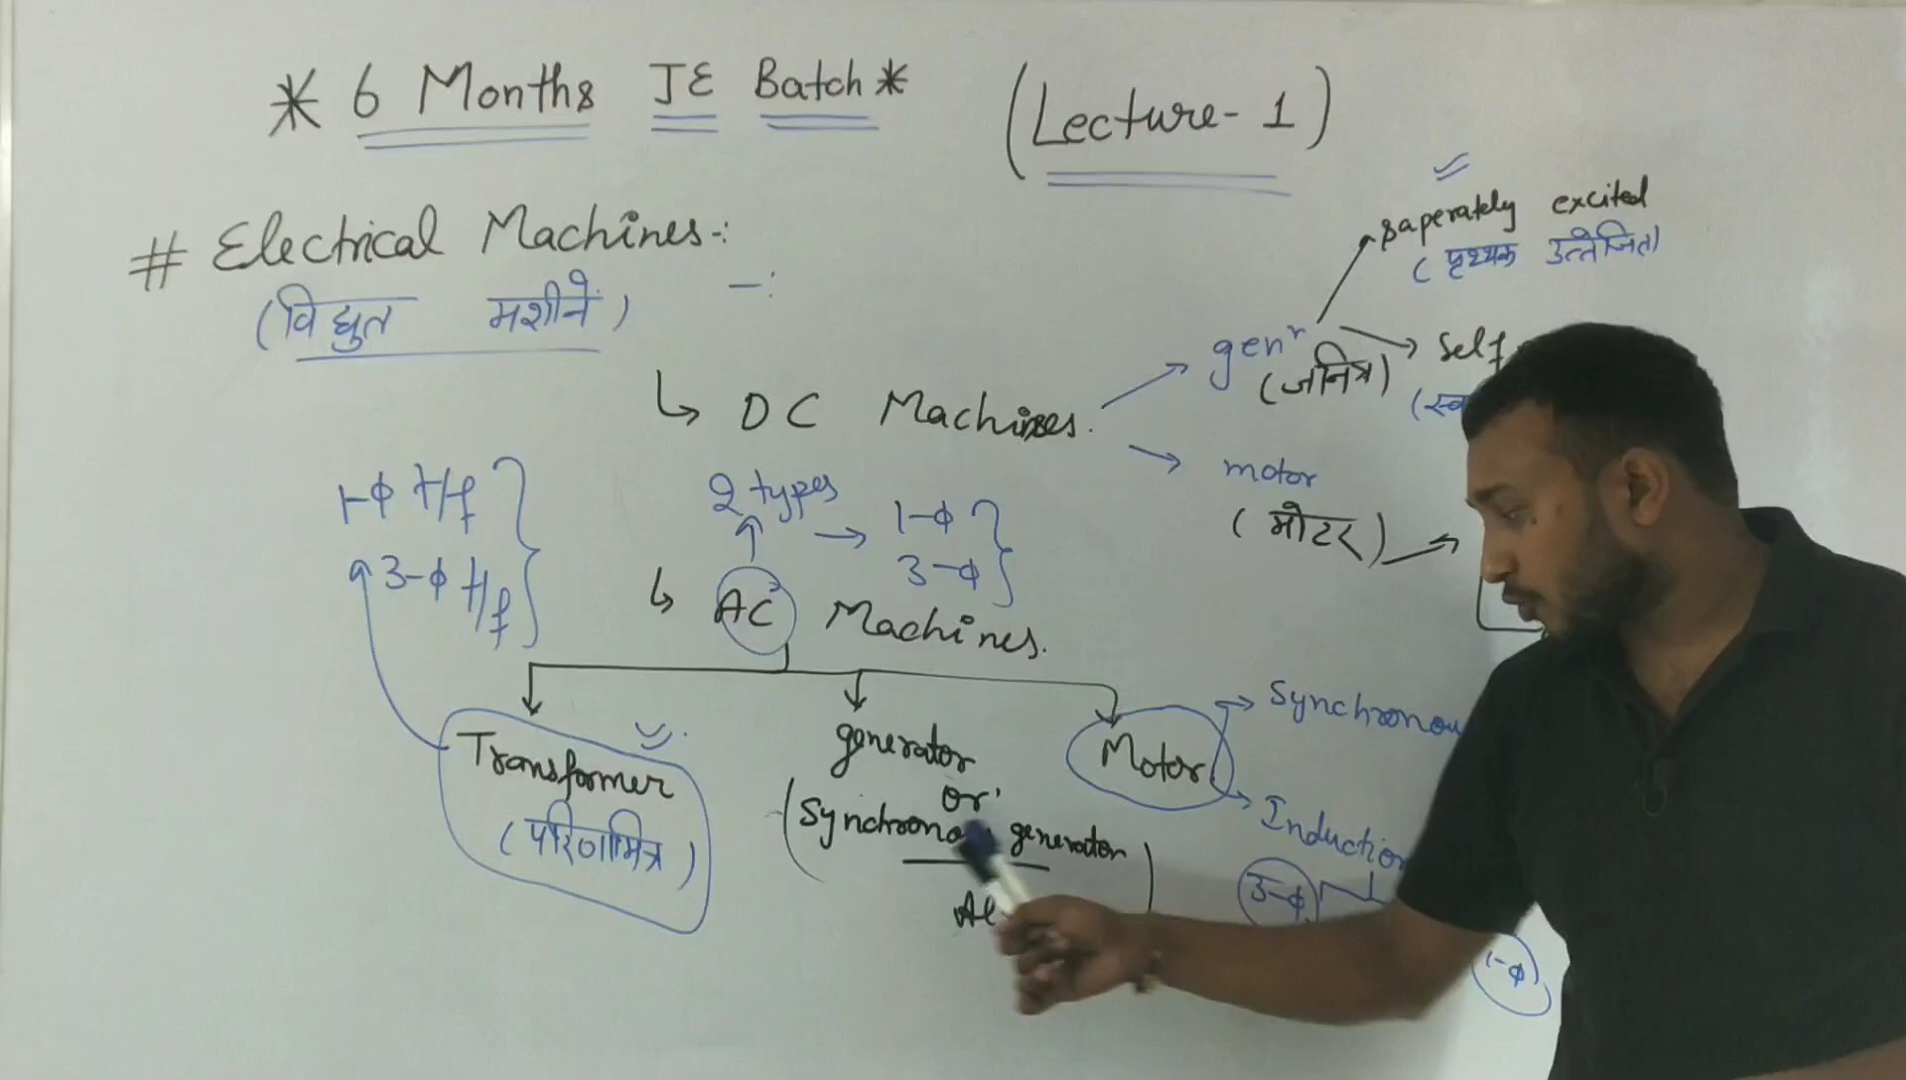 * 6 Months JE Batch *
(Lecture- 1)
# Electrical Machines-:
(विद्युत मशीनें) -:
saperately excited
(पृथ्यक उत्तेजित)
genr
(जनित्र)
self
↳ DC Machines.
motor
(मोटर)
1-ϕ t/f
3-ϕ t/f
2 types → 1-ϕ
3-ϕ
↳ AC Machines.
Transformer
(परिणामित्र)
generator
or
(Synchronous generator)
Motor
Synchronou
Induction
3-ϕ
1-ϕ